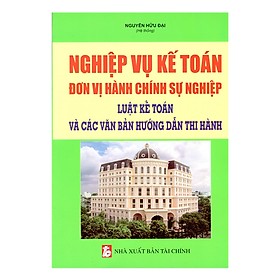 NGUYỄN HỮU ĐẠI
(Hệ thống)
NGHIỆP VỤ KẾ TOÁN
ĐƠN VỊ HÀNH CHÍNH SỰ NGHIỆP
LUẬT KẾ TOÁN
VÀ CÁC VĂN BẢN HƯỚNG DẪN THI HÀNH
NHÀ XUẤT BẢN TÀI CHÍNH